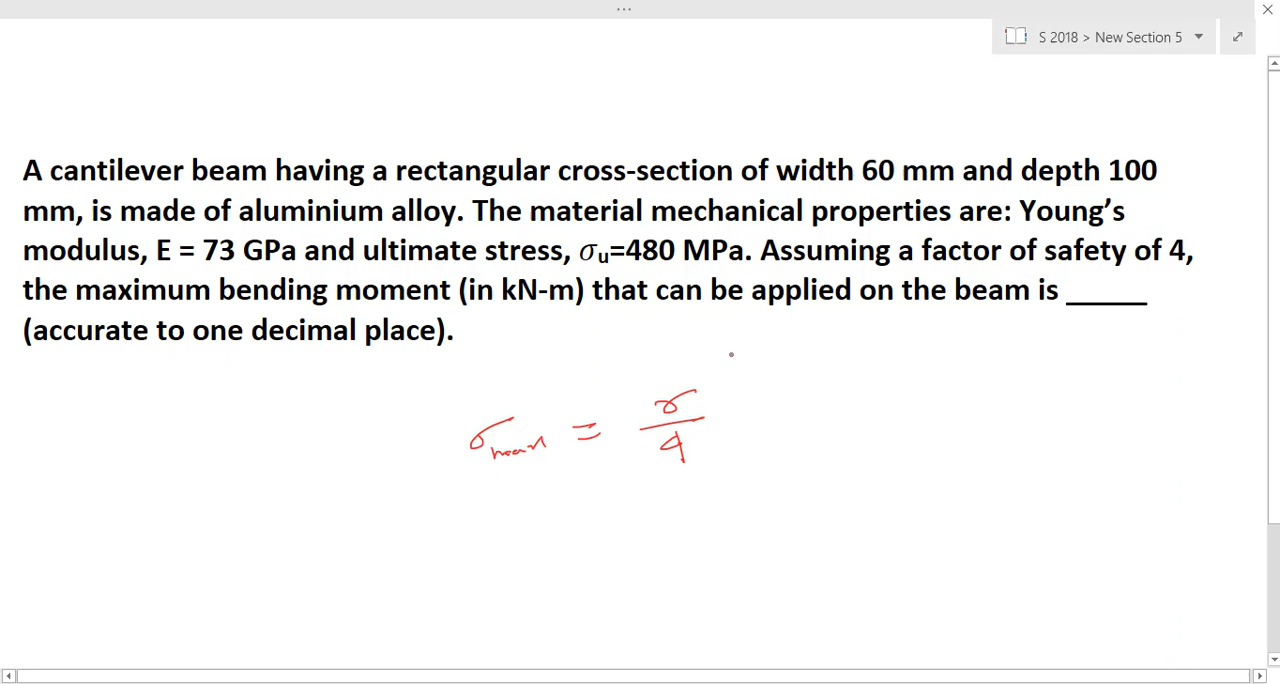 S 2018 > New Section 5
A cantilever beam having a rectangular cross-section of width 60 mm and depth 100
mm, is made of aluminium alloy. The material mechanical properties are: Young’s
modulus, E = 73 GPa and ultimate stress, σu=480 MPa. Assuming a factor of safety of 4,
the maximum bending moment (in kN-m) that can be applied on the beam is _____
(accurate to one decimal place).
σmax = σ
4